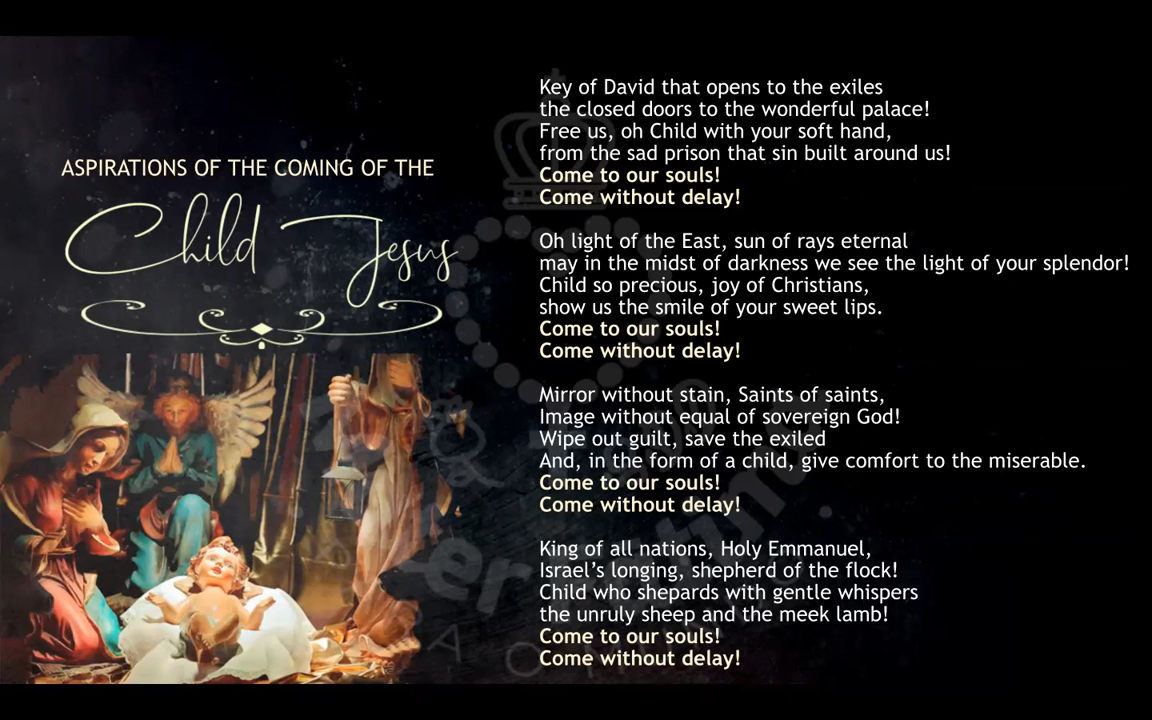 ASPIRATIONS OF THE COMING OF THE
Child Jesus
Key of David that opens to the exiles
the closed doors to the wonderful palace!
Free us, oh Child with your soft hand,
from the sad prison that sin built around us!
Come to our souls!
Come without delay!
Oh light of the East, sun of rays eternal
may in the midst of darkness we see the light of your splendor!
Child so precious, joy of Christians,
show us the smile of your sweet lips.
Come to our souls!
Come without delay!
Mirror without stain, Saints of saints,
Image without equal of sovereign God!
Wipe out guilt, save the exiled
And, in the form of a child, give comfort to the miserable.
Come to our souls!
Come without delay!
King of all nations, Holy Emmanuel,
Israel’s longing, shepherd of the flock!
Child who shepards with gentle whispers
the unruly sheep and the meek lamb!
Come to our souls!
Come without delay!